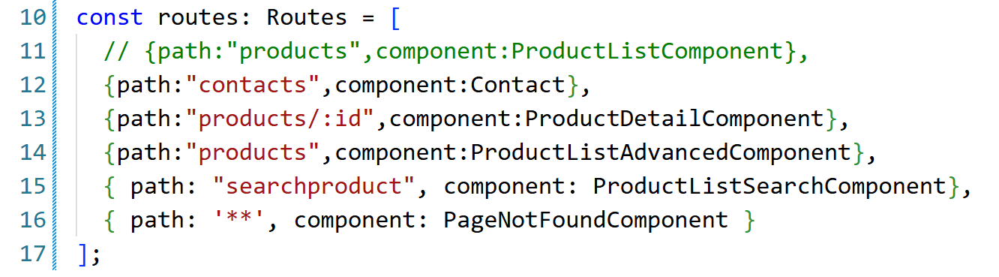 10 const routes: Routes = [
11   // {path:"products",component:ProductListComponent},
12   {path:"contacts",component:Contact},
13   {path:"products/:id",component:ProductDetailComponent},
14   {path:"products",component:ProductListAdvancedComponent},
15   { path: "searchproduct", component: ProductListSearchComponent},
16   { path: '**', component: PageNotFoundComponent }
17 ];